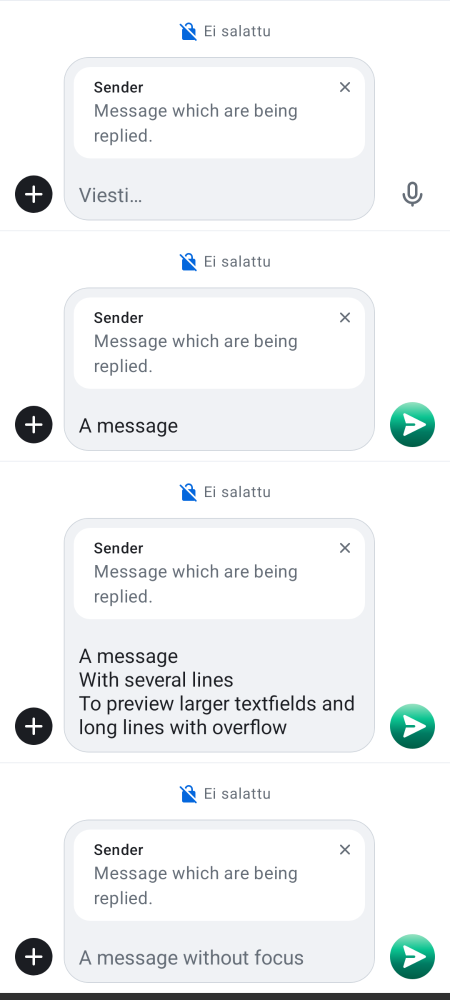 Ei salattu
Sender
Message which are being
replied.
Viesti…
Ei salattu
Sender
Message which are being
replied.
A message
Ei salattu
Sender
Message which are being
replied.
A message
With several lines
To preview larger textfields and
long lines with overflow
Ei salattu
Sender
Message which are being
replied.
A message without focus